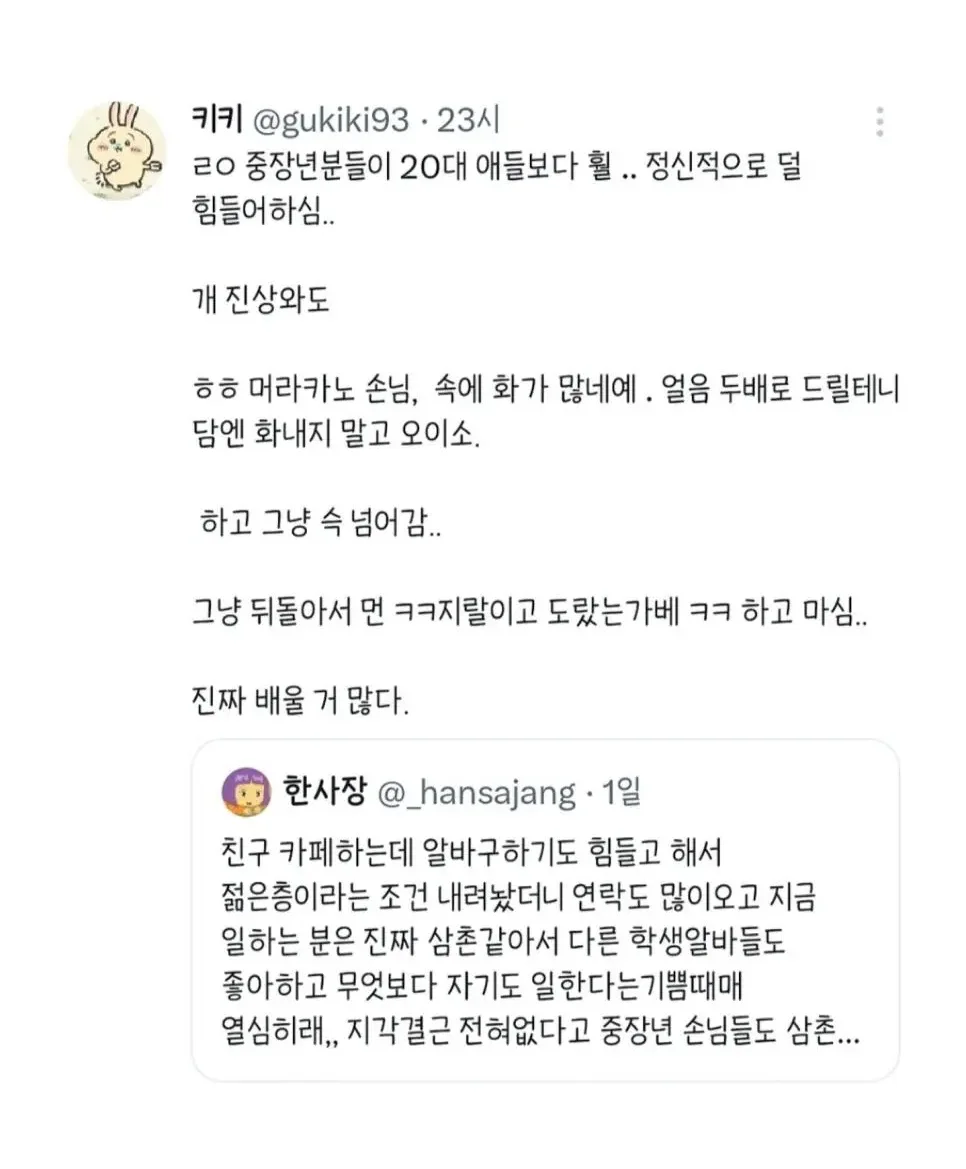 키키 @gukiki93 · 23시
ㄹㅇ 중장년분들이 20대 애들보다 훨 .. 정신적으로 덜
힘들어하심..
개 진상와도
ㅎㅎ 머라카노 손님, 속에 화가 많네예 . 얼음 두배로 드릴테니
담엔 화내지 말고 오이소.
하고 그냥 슥 넘어감..
그냥 뒤돌아서 먼 ㅋㅋ지랄이고 도랐는가베 ㅋㅋ 하고 마심..
진짜 배울 거 많다.
한사장 @_hansajang · 1일
친구 카페하는데 알바구하기도 힘들고 해서
젊은층이라는 조건 내려놨더니 연락도 많이오고 지금
일하는 분은 진짜 삼촌같아서 다른 학생알바들도
좋아하고 무엇보다 자기도 일한다는기쁨때매
열심히래,, 지각결근 전혀없다고 중장년 손님들도 삼촌...